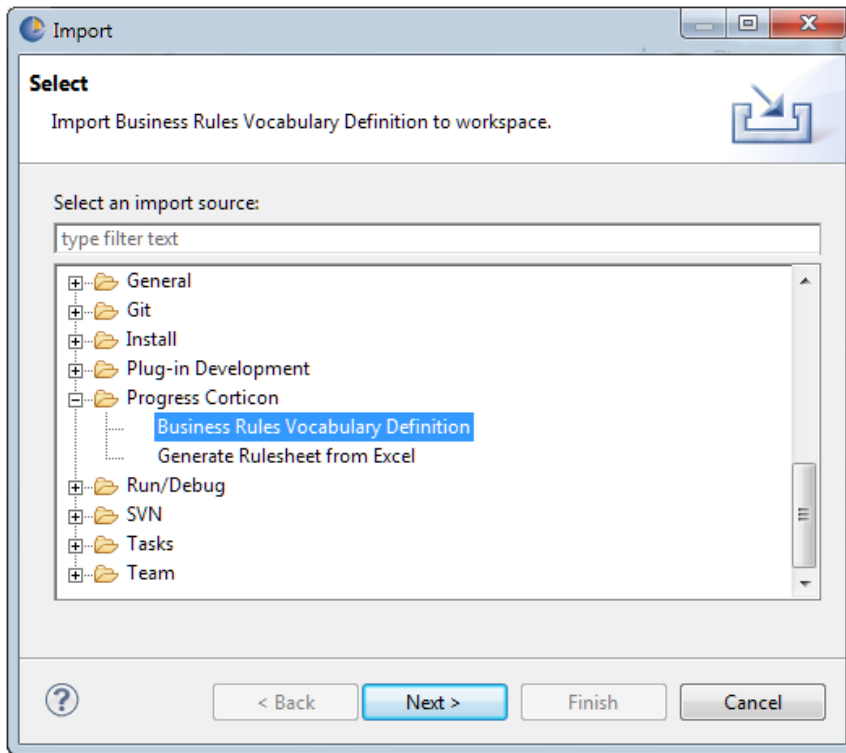 Import
Select
Import Business Rules Vocabulary Definition to workspace.
Select an import source:
type filter text
General
Git
Install
Plug-in Development
Progress Corticon
Business Rules Vocabulary Definition
Generate Rulesheet from Excel
Run/Debug
SVN
Tasks
Team
? < Back Next > Finish Cancel